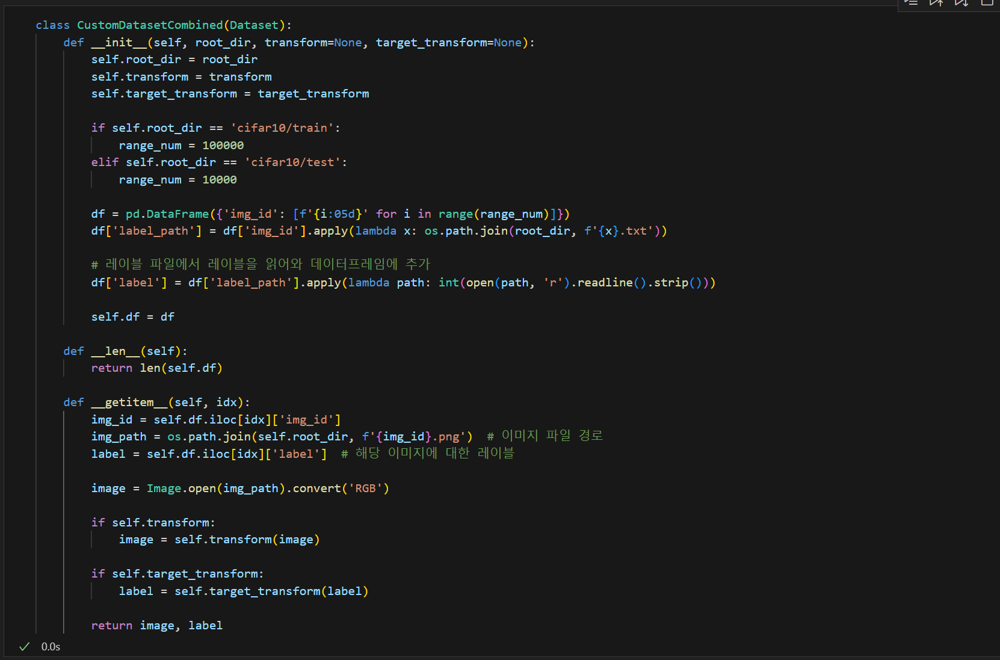 class CustomDatasetCombined(Dataset):
    def __init__(self, root_dir, transform=None, target_transform=None):
        self.root_dir = root_dir
        self.transform = transform
        self.target_transform = target_transform

        if self.root_dir == 'cifar10/train':
            range_num = 100000
        elif self.root_dir == 'cifar10/test':
            range_num = 10000

        df = pd.DataFrame({'img_id': [f'{i:05d}' for i in range(range_num)]})
        df['label_path'] = df['img_id'].apply(lambda x: os.path.join(root_dir, f'{x}.txt'))

        # 레이블 파일에서 레이블을 읽어와 데이터프레임에 추가
        df['label'] = df['label_path'].apply(lambda path: int(open(path, 'r').readline().strip()))

        self.df = df

    def __len__(self):
        return len(self.df)

    def __getitem__(self, idx):
        img_id = self.df.iloc[idx]['img_id']
        img_path = os.path.join(self.root_dir, f'{img_id}.png')  # 이미지 파일 경로
        label = self.df.iloc[idx]['label']  # 해당 이미지에 대한 레이블

        image = Image.open(img_path).convert('RGB')

        if self.transform:
            image = self.transform(image)

        if self.target_transform:
            label = self.target_transform(label)

        return image, label
0.0s